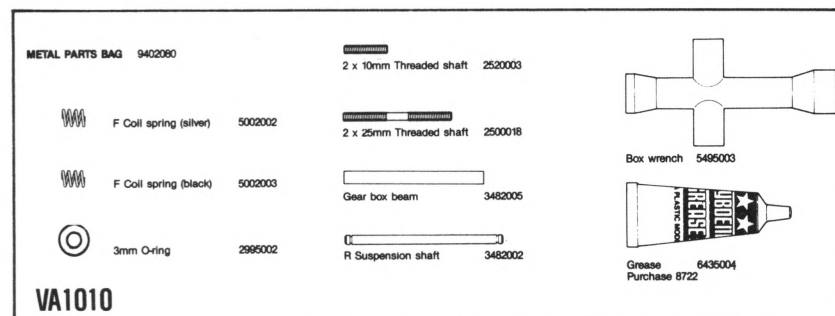 METAL PARTS BAG 9402080
F Coil spring (silver) 5002002
F Coil spring (black) 5002003
3mm O-ring 2995002
2 x 10mm Threaded shaft 2520003
2 x 25mm Threaded shaft 2500018
Gear box beam 3482005
R Suspension shaft 3482002
Box wrench 5495003
PLASTIC MOD
Grease 6435004
Purchase 8722
VA1010